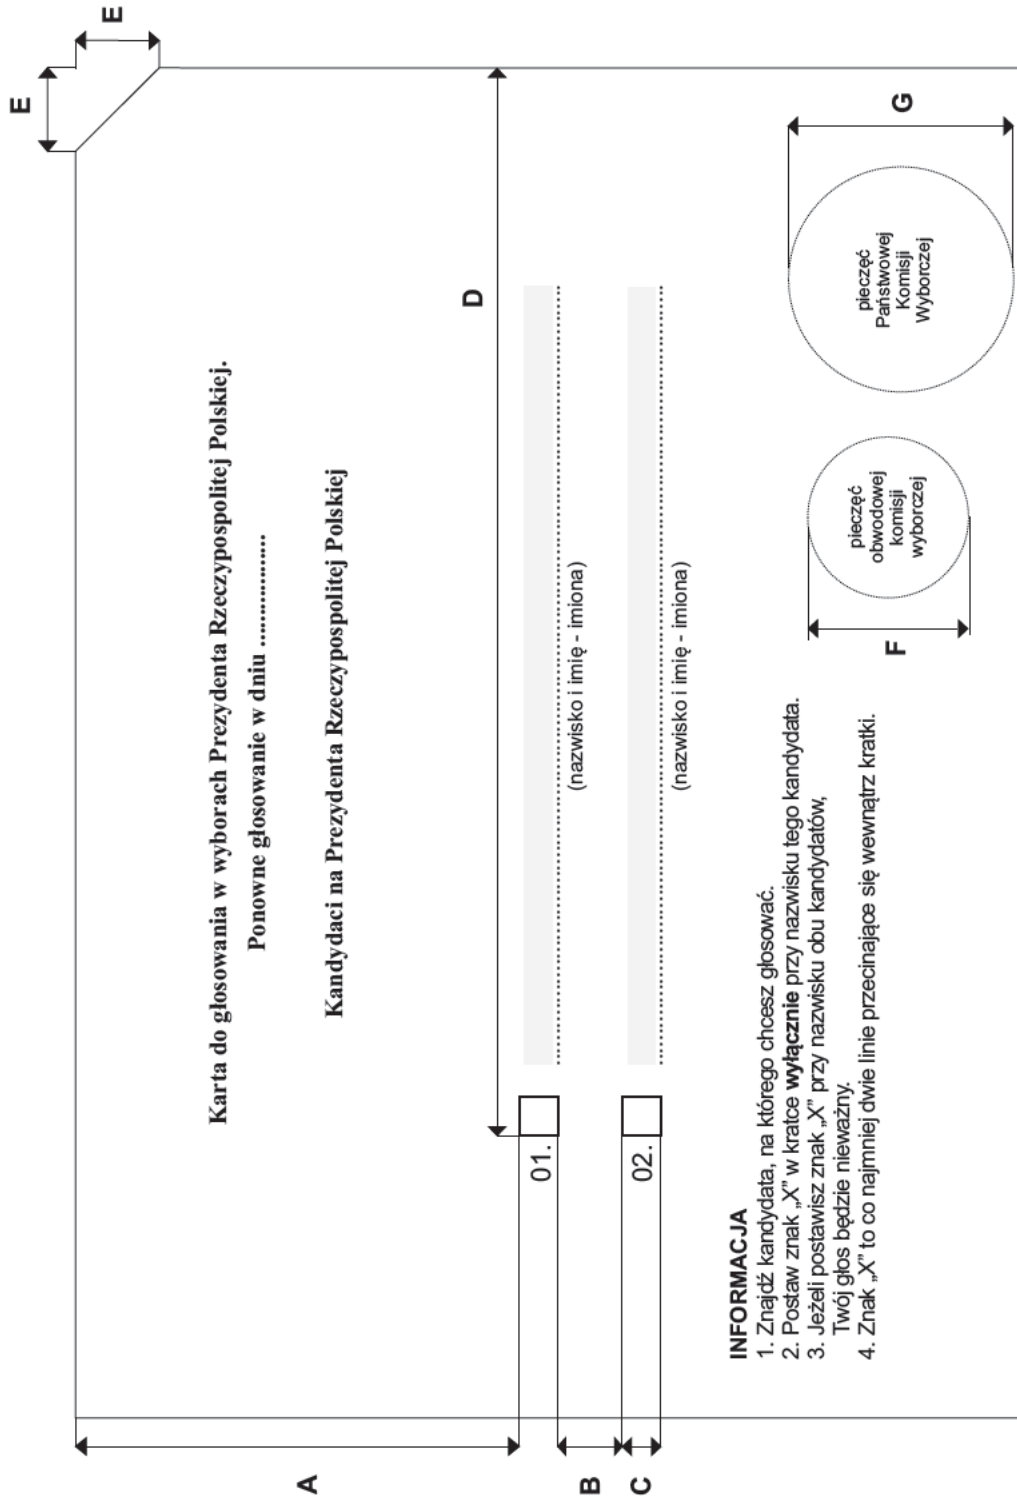 E
E
Karta do głosowania w wyborach Prezydenta Rzeczypospolitej Polskiej.
Ponowne głosowanie w dniu ..................
Kandydaci na Prezydenta Rzeczypospolitej Polskiej
A
D
01.
(nazwisko i imię - imiona)
B
02.
(nazwisko i imię - imiona)
C
INFORMACJA
1. Znajdź kandydata, na którego chcesz głosować.
2. Postaw znak „X” w kratce wyłącznie przy nazwisku tego kandydata.
3. Jeżeli postawisz znak „X” przy nazwisku obu kandydatów,
Twój głos będzie nieważny.
4. Znak „X” to co najmniej dwie linie przecinające się wewnątrz kratki.
F
pieczęć
obwodowej
komisji
wyborczej
pieczęć
Państwowej
Komisji
Wyborczej
G